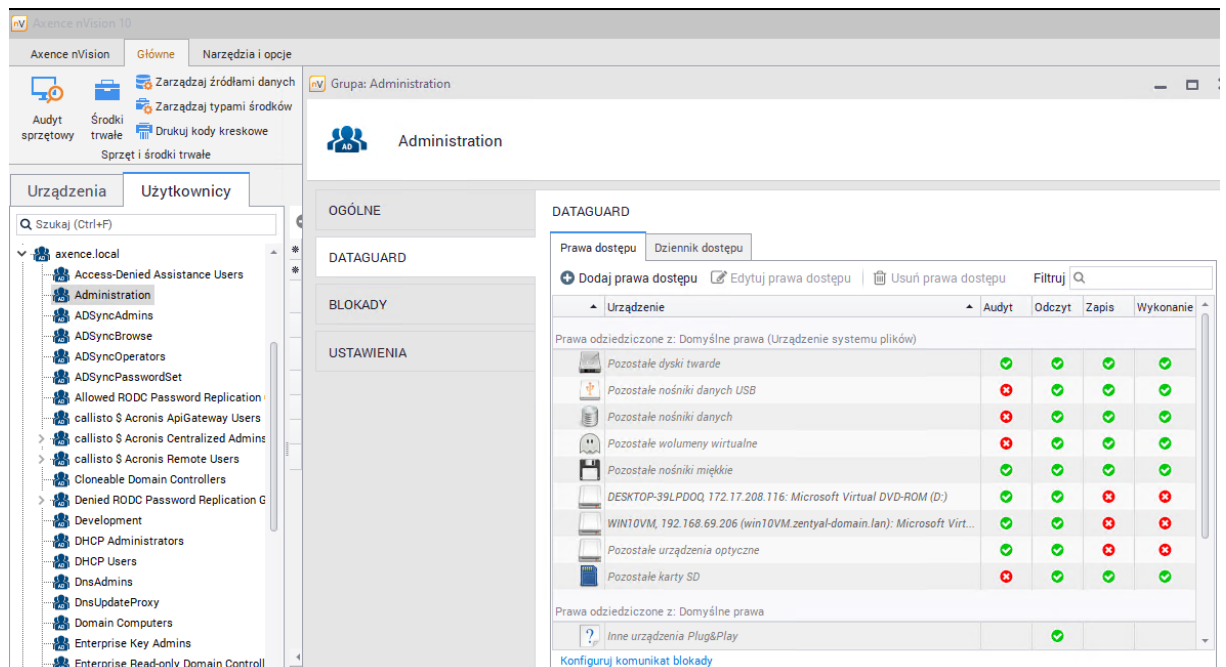 nV Axence nVision 10
Axence nVision Główne Narzędzia i opcje
Audyt sprzętowy
Środki trwałe
Zarządzaj źródłami danych
Zarządzaj typami środków
Drukuj kody kreskowe
Sprzęt i środki trwałe
Urządzenia Użytkownicy
Szukaj (Ctrl+F)
axence.local
Access-Denied Assistance Users
Administration
ADSyncAdmins
ADSyncBrowse
ADSyncOperators
ADSyncPasswordSet
Allowed RODC Password Replication
callisto $ Acronis ApiGateway Users
callisto $ Acronis Centralized Admins
callisto $ Acronis Remote Users
Cloneable Domain Controllers
Denied RODC Password Replication G
Development
DHCP Administrators
DHCP Users
DnsAdmins
DnsUpdateProxy
Domain Computers
Enterprise Key Admins
Enterprise Read-only Domain Controll
nV Grupa: Administration
AD Administration
OGÓLNE
DATAGUARD
BLOKADY
USTAWIENIA
DATAGUARD
Prawa dostępu Dziennik dostępu
Dodaj prawa dostępu Edytuj prawa dostępu Usuń prawa dostępu Filtruj
Urządzenie Audyt Odczyt Zapis Wykonanie
Prawa odziedziczone z: Domyślne prawa (Urządzenie systemu plików)
Pozostałe dyski twarde
Pozostałe nośniki danych USB
Pozostałe nośniki danych
Pozostałe wolumeny wirtualne
Pozostałe nośniki miękkie
DESKTOP-39LPDOQ, 172.17.208.116: Microsoft Virtual DVD-ROM (D:)
WIN10VM, 192.168.69.206 (win10VM.zentyal-domain.lan): Microsoft Virt...
Pozostałe urządzenia optyczne
Pozostałe karty SD
Prawa odziedziczone z: Domyślne prawa
Inne urządzenia Plug&Play
Konfiguruj komunikat blokady